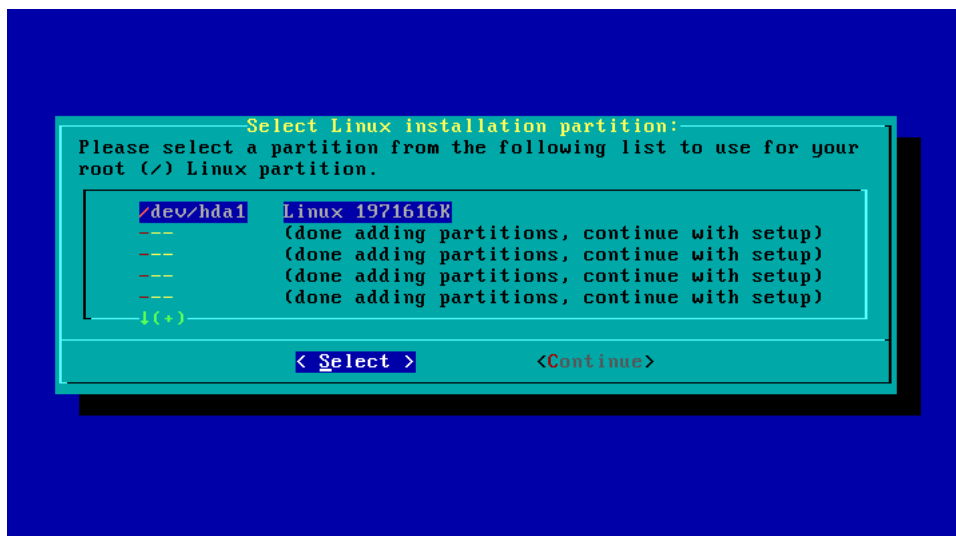 Select Linux installation partition:
Please select a partition from the following list to use for your
root (/) Linux partition.
/dev/hda1 Linux 1971616K
--- (done adding partitions, continue with setup)
--- (done adding partitions, continue with setup)
--- (done adding partitions, continue with setup)
--- (done adding partitions, continue with setup)
↓(+)
< Select > <Continue>